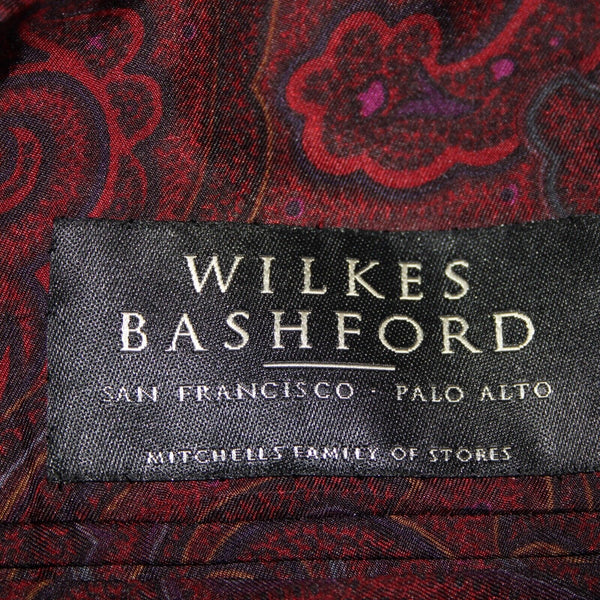 WILKES
BASHFORD
SAN FRANCISCO · PALO ALTO
MITCHELLS FAMILY OF STORES